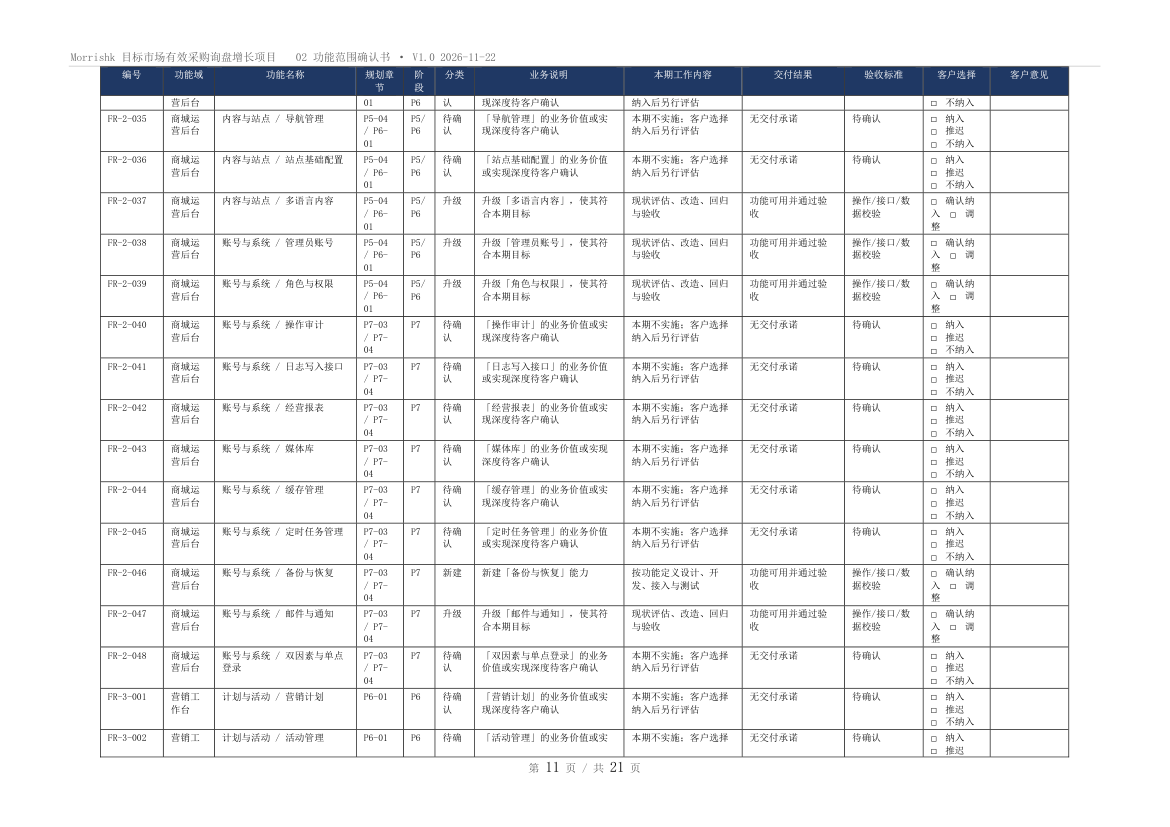 Morrishk 目标市场有效采购询盘增长项目 02 功能范围确认书 • V1.0 2026-11-22
编号 功能域 功能名称 规划章节 阶段 分类 业务说明 本期工作内容 交付结果 验收标准 客户选择 客户意见
营后台 01 P6 认 现深度待客户确认 纳入后另行评估 □ 不纳入
FR-2-035 商城运营后台 内容与站点 / 导航管理 P5-04 / P6-01 P5/P6 待确认 「导航管理」的业务价值或实现深度待客户确认 本期不实施；客户选择纳入后另行评估 无交付承诺 待确认 □ 纳入 □ 推迟 □ 不纳入
FR-2-036 商城运营后台 内容与站点 / 站点基础配置 P5-04 / P6-01 P5/P6 待确认 「站点基础配置」的业务价值或实现深度待客户确认 本期不实施；客户选择纳入后另行评估 无交付承诺 待确认 □ 纳入 □ 推迟 □ 不纳入
FR-2-037 商城运营后台 内容与站点 / 多语言内容 P5-04 / P6-01 P5/P6 升级 升级「多语言内容」，使其符合本期目标 现状评估、改造、回归与验收 功能可用并通过验收 操作/接口/数据校验 □ 确认纳入 □ 调整
FR-2-038 商城运营后台 账号与系统 / 管理员账号 P5-04 / P6-01 P5/P6 升级 升级「管理员账号」，使其符合本期目标 现状评估、改造、回归与验收 功能可用并通过验收 操作/接口/数据校验 □ 确认纳入 □ 调整
FR-2-039 商城运营后台 账号与系统 / 角色与权限 P5-04 / P6-01 P5/P6 升级 升级「角色与权限」，使其符合本期目标 现状评估、改造、回归与验收 功能可用并通过验收 操作/接口/数据校验 □ 确认纳入 □ 调整
FR-2-040 商城运营后台 账号与系统 / 操作审计 P7-03 / P7-04 P7 待确认 「操作审计」的业务价值或实现深度待客户确认 本期不实施；客户选择纳入后另行评估 无交付承诺 待确认 □ 纳入 □ 推迟 □ 不纳入
FR-2-041 商城运营后台 账号与系统 / 日志写入接口 P7-03 / P7-04 P7 待确认 「日志写入接口」的业务价值或实现深度待客户确认 本期不实施；客户选择纳入后另行评估 无交付承诺 待确认 □ 纳入 □ 推迟 □ 不纳入
FR-2-042 商城运营后台 账号与系统 / 经营报表 P7-03 / P7-04 P7 待确认 「经营报表」的业务价值或实现深度待客户确认 本期不实施；客户选择纳入后另行评估 无交付承诺 待确认 □ 纳入 □ 推迟 □ 不纳入
FR-2-043 商城运营后台 账号与系统 / 媒体库 P7-03 / P7-04 P7 待确认 「媒体库」的业务价值或实现深度待客户确认 本期不实施；客户选择纳入后另行评估 无交付承诺 待确认 □ 纳入 □ 推迟 □ 不纳入
FR-2-044 商城运营后台 账号与系统 / 缓存管理 P7-03 / P7-04 P7 待确认 「缓存管理」的业务价值或实现深度待客户确认 本期不实施；客户选择纳入后另行评估 无交付承诺 待确认 □ 纳入 □ 推迟 □ 不纳入
FR-2-045 商城运营后台 账号与系统 / 定时任务管理 P7-03 / P7-04 P7 待确认 「定时任务管理」的业务价值或实现深度待客户确认 本期不实施；客户选择纳入后另行评估 无交付承诺 待确认 □ 纳入 □ 推迟 □ 不纳入
FR-2-046 商城运营后台 账号与系统 / 备份与恢复 P7-03 / P7-04 P7 新建 新建「备份与恢复」能力 按功能定义设计、开发、接入与测试 功能可用并通过验收 操作/接口/数据校验 □ 确认纳入 □ 调整
FR-2-047 商城运营后台 账号与系统 / 邮件与通知 P7-03 / P7-04 P7 升级 升级「邮件与通知」，使其符合本期目标 现状评估、改造、回归与验收 功能可用并通过验收 操作/接口/数据校验 □ 确认纳入 □ 调整
FR-2-048 商城运营后台 账号与系统 / 双因素与单点登录 P7-03 / P7-04 P7 待确认 「双因素与单点登录」的业务价值或实现深度待客户确认 本期不实施；客户选择纳入后另行评估 无交付承诺 待确认 □ 纳入 □ 推迟 □ 不纳入
FR-3-001 营销工作台 计划与活动 / 营销计划 P6-01 P6 待确认 「营销计划」的业务价值或实现深度待客户确认 本期不实施；客户选择纳入后另行评估 无交付承诺 待确认 □ 纳入 □ 推迟 □ 不纳入
FR-3-002 营销工 计划与活动 / 活动管理 P6-01 P6 待确 「活动管理」的业务价值或实 本期不实施；客户选择 无交付承诺 待确认 □ 纳入 □ 推迟
第 11 页 / 共 21 页